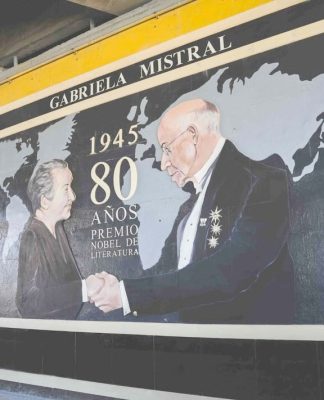 GABRIELA MISTRAL
1945
80
AÑOS
PREMIO
NOBEL DE
LITERATURA